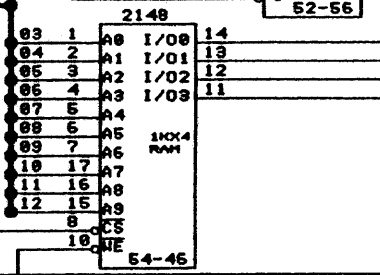 52-56
2148
03 1 A0 I/O0 14
04 2 A1 I/O1 13
05 3 A2 I/O2 12
06 4 A3 I/O3 11
07 5 A4
08 6 A5 1KX4
09 7 A6 RAM
10 17 A7
11 16 A8
12 15 A9
8 CS
10 WE
54-46